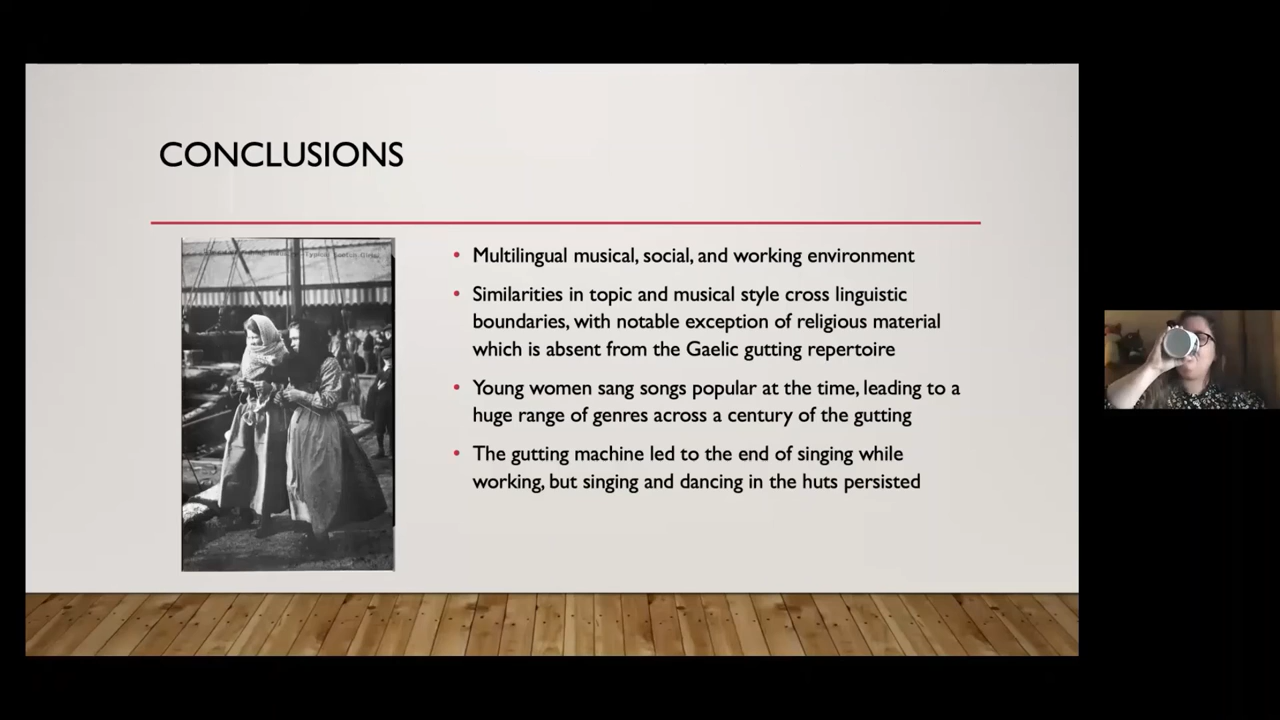 CONCLUSIONS
Typical Scotch Girls
Multilingual musical, social, and working environment
Similarities in topic and musical style cross linguistic
boundaries, with notable exception of religious material
which is absent from the Gaelic gutting repertoire
Young women sang songs popular at the time, leading to a
huge range of genres across a century of the gutting
The gutting machine led to the end of singing while
working, but singing and dancing in the huts persisted